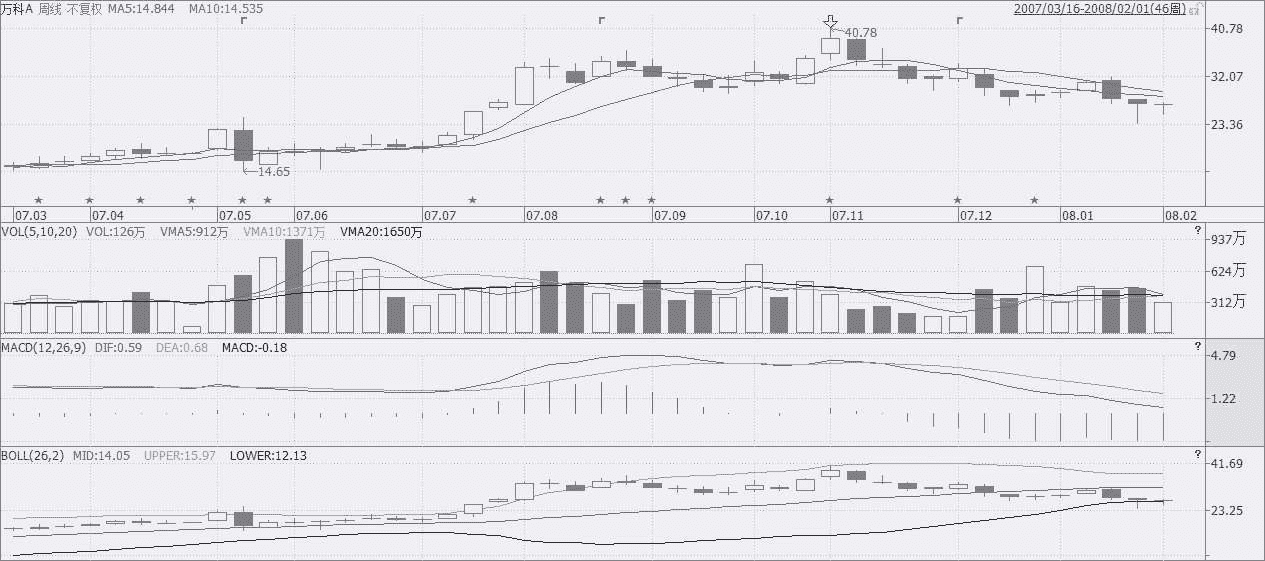 万科A 周线 不复权 MA5:14.844 MA10:14.535 2007/03/16-2008/02/01(46周)
40.78
40.78
32.07
23.36
14.65
07.03 07.04 07.05 07.06 07.07 07.08 07.09 07.10 07.11 07.12 08.01 08.02
VOL(5,10,20) VOL:126万 VMA5:912万 VMA10:1371万 VMA20:1650万 ?
937万
624万
312万
MACD(12,26,9) DIF:0.59 DEA:0.68 MACD:-0.18 ?
4.79
1.22
BOLL(26,2) MID:14.05 UPPER:15.97 LOWER:12.13 ?
41.69
23.25